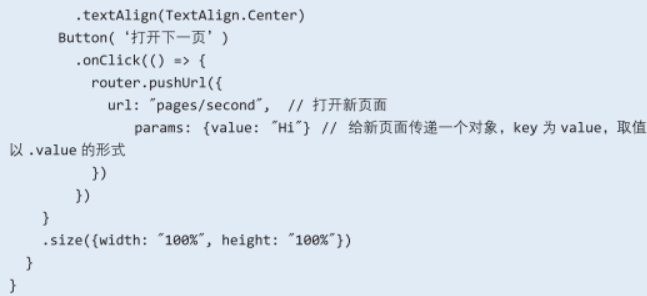 .textAlign(TextAlign.Center)
Button(‘打开下一页’)
.onClick(() => {
router.pushUrl({
url: "pages/second",  // 打开新页面
params: {value: "Hi"} // 给新页面传递一个对象，key 为 value，取值
以 .value 的形式
})
})
}
.size({width: "100%", height: "100%"})
}
}